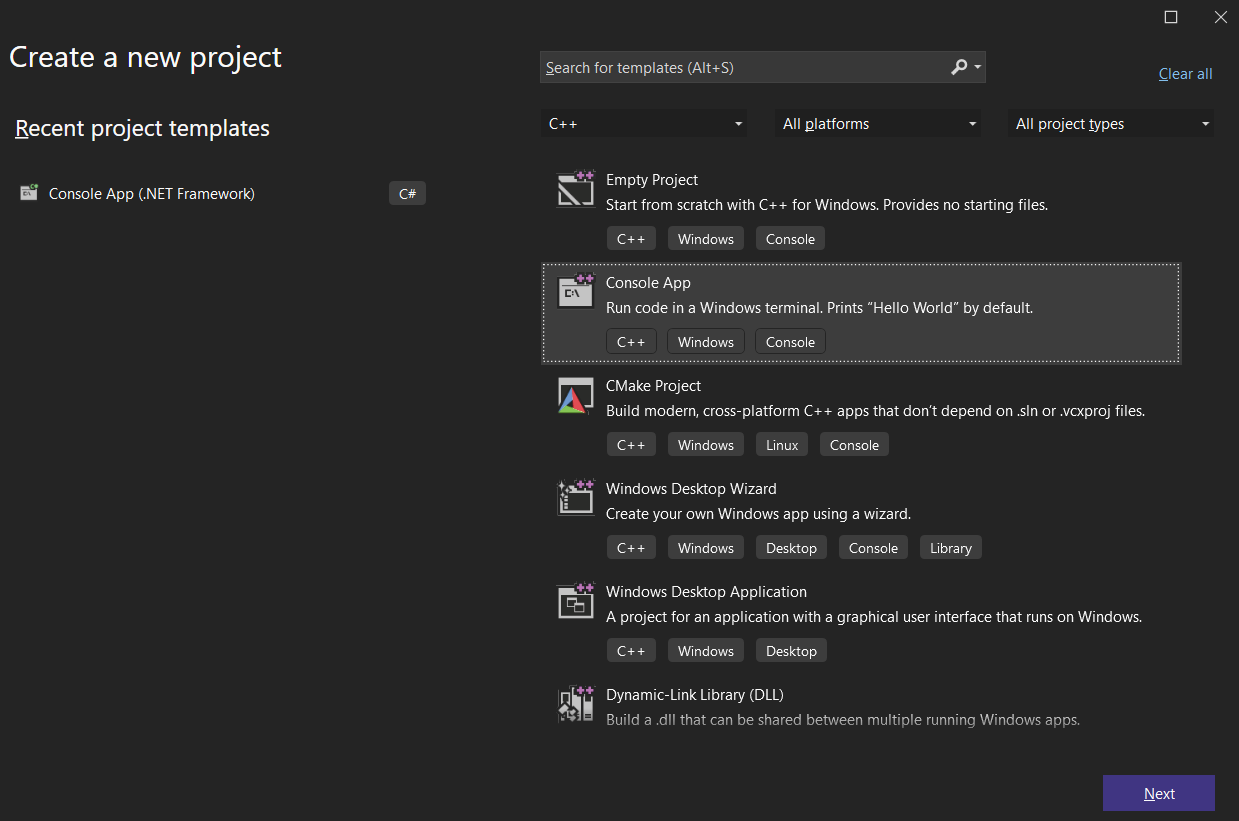 Create a new project
Recent project templates
Console App (.NET Framework)
C#
Search for templates (Alt+S)
Clear all
C++
All platforms
All project types
Empty Project
Start from scratch with C++ for Windows. Provides no starting files.
C++ Windows Console
Console App
Run code in a Windows terminal. Prints “Hello World” by default.
C++ Windows Console
CMake Project
Build modern, cross-platform C++ apps that don’t depend on .sln or .vcxproj files.
C++ Windows Linux Console
Windows Desktop Wizard
Create your own Windows app using a wizard.
C++ Windows Desktop Console Library
Windows Desktop Application
A project for an application with a graphical user interface that runs on Windows.
C++ Windows Desktop
Dynamic-Link Library (DLL)
Build a .dll that can be shared between multiple running Windows apps.
Next